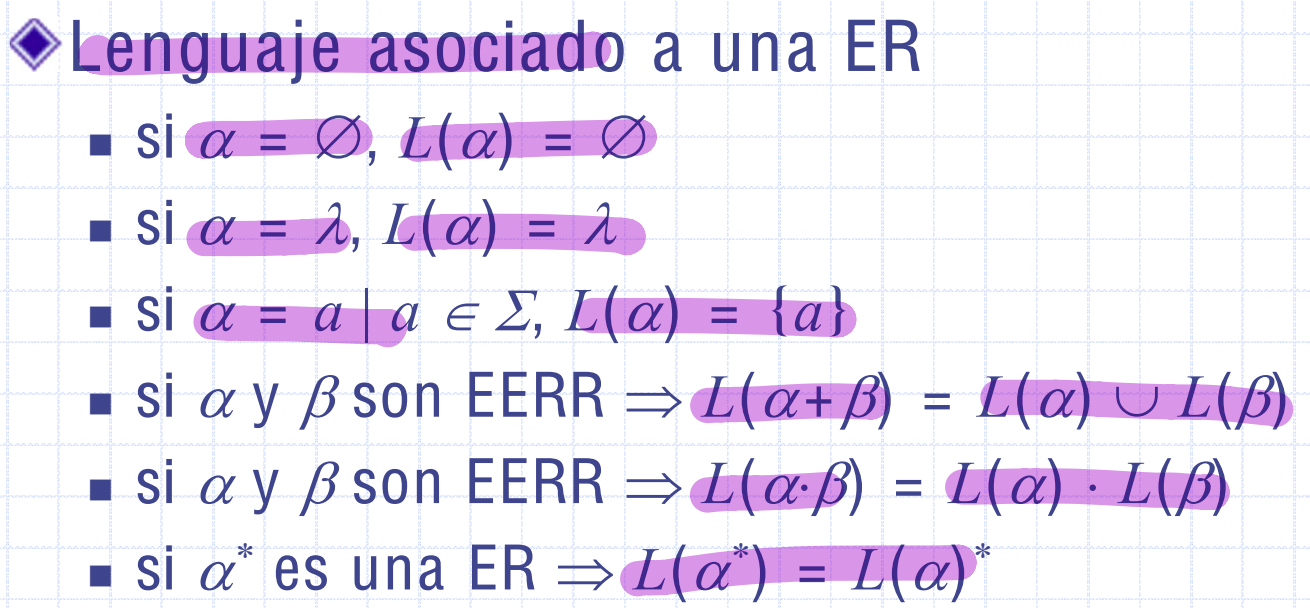 Lenguaje asociado a una ER
si α = ∅, L(α) = ∅
si α = λ, L(α) = λ
si α = a | a ∈ Σ, L(α) = {a}
si α y β son EERR ⇒ L(α+β) = L(α) ∪ L(β)
si α y β son EERR ⇒ L(α·β) = L(α) · L(β)
si α* es una ER ⇒ L(α*) = L(α)*